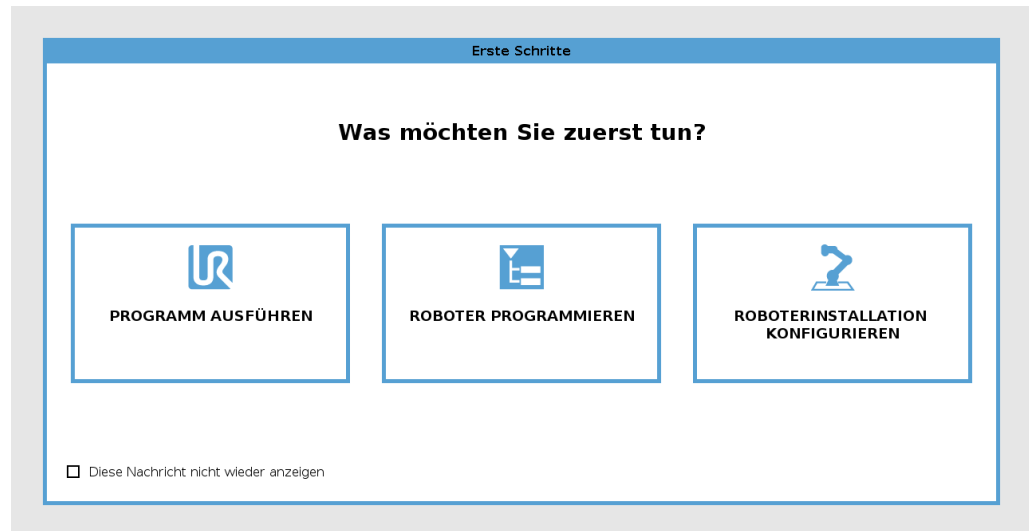 Erste Schritte
Was möchten Sie zuerst tun?
PROGRAMM AUSFÜHREN
ROBOTER PROGRAMMIEREN
ROBOTERINSTALLATION
KONFIGURIEREN
Diese Nachricht nicht wieder anzeigen